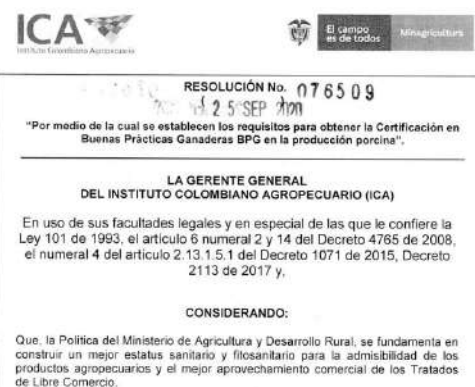 ICA
Instituto Colombiano Agropecuario
El campo
es de todos
Minagricultura
RESOLUCIÓN No. 076509
25 SEP 2020
"Por medio de la cual se establecen los requisitos para obtener la Certificación en
Buenas Prácticas Ganaderas BPG en la producción porcina".
LA GERENTE GENERAL
DEL INSTITUTO COLOMBIANO AGROPECUARIO (ICA)
En uso de sus facultades legales y en especial de las que le confiere la
Ley 101 de 1993, el articulo 6 numeral 2 y 14 del Decreto 4765 de 2008,
el numeral 4 del articulo 2.13.1.5.1 del Decreto 1071 de 2015, Decreto
2113 de 2017 y,
CONSIDERANDO:
Que, la Política del Ministerio de Agricultura y Desarrollo Rural, se fundamenta en
construir un mejor estatus sanitario y fitosanitario para la admisibilidad de los
productos agropecuarios y el mejor aprovechamiento comercial de los Tratados
de Libre Comercio.